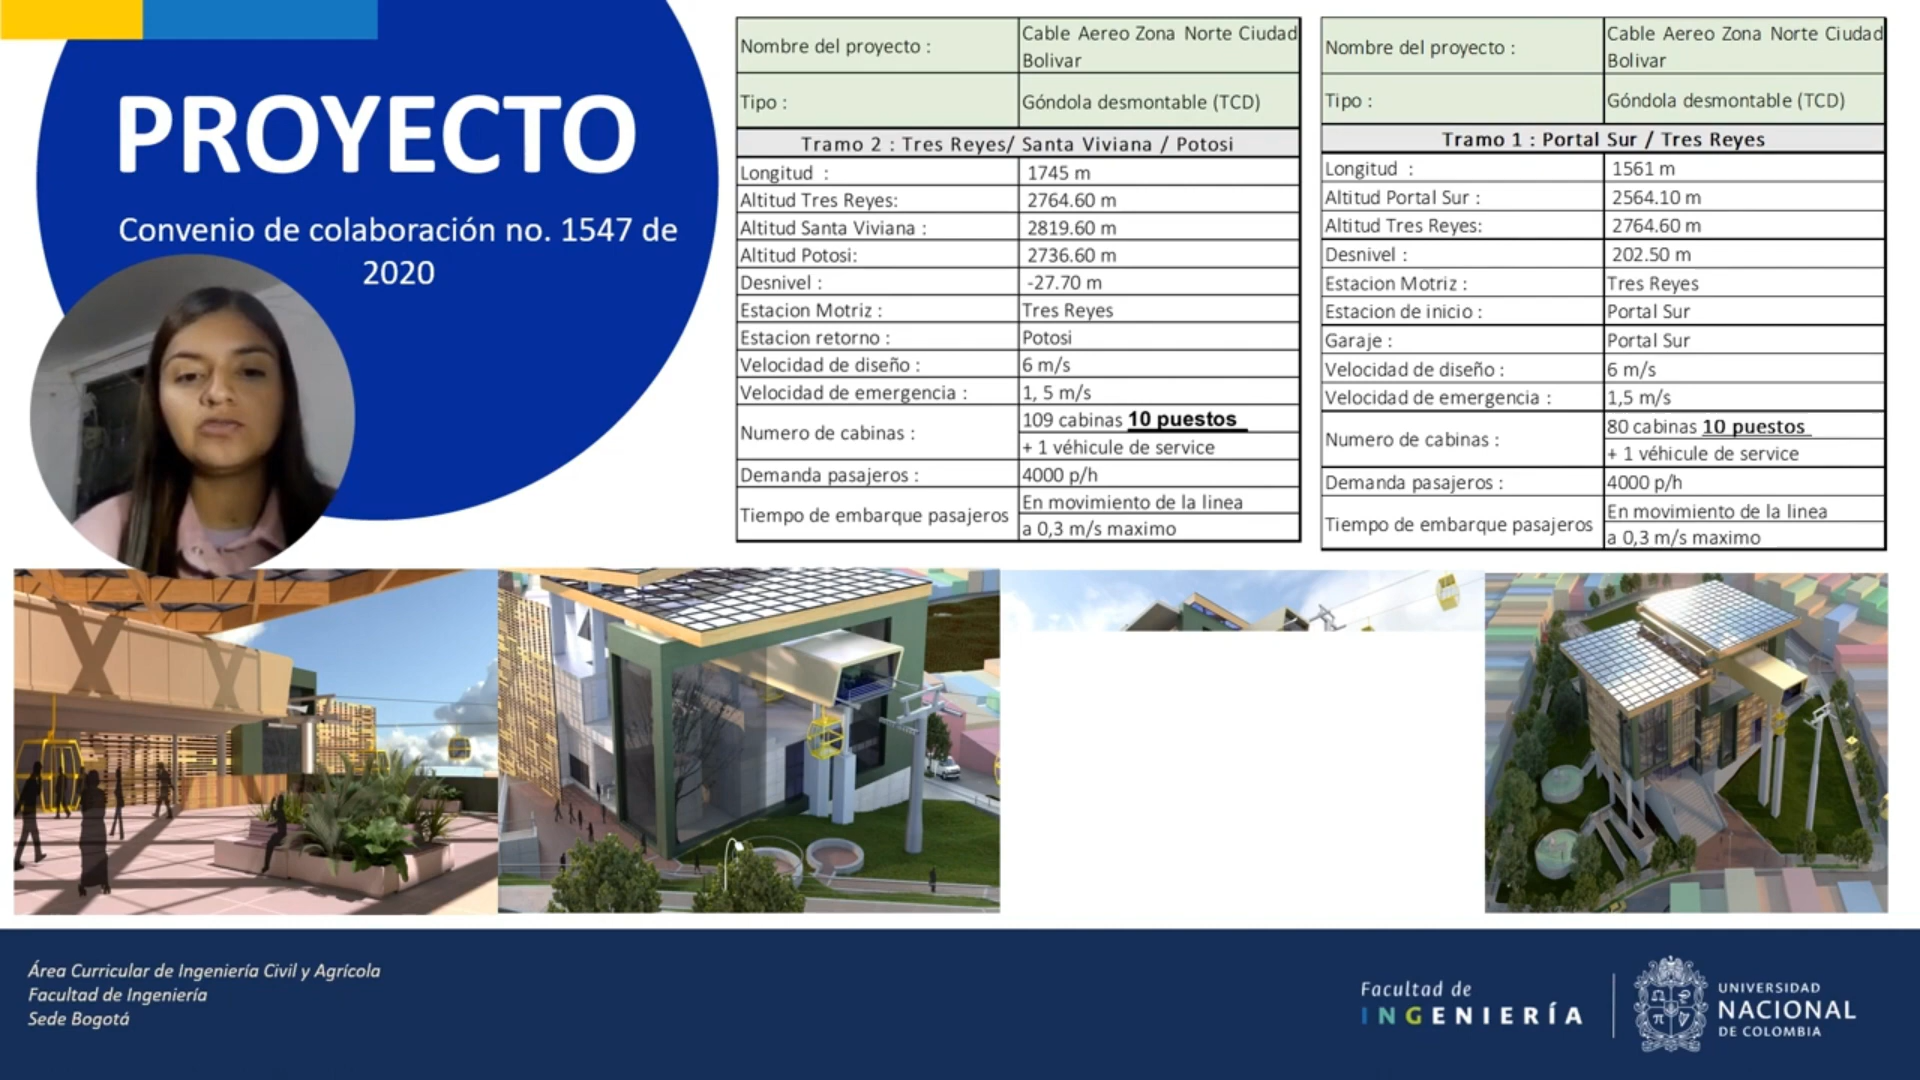 PROYECTO
Convenio de colaboración no. 1547 de
2020
Nombre del proyecto :
Cable Aereo Zona Norte Ciudad
Bolivar
Tipo :
Góndola desmontable (TCD)
Tramo 2 : Tres Reyes/ Santa Viviana / Potosi
Longitud :
1745 m
Altitud Tres Reyes:
2764.60 m
Altitud Santa Viviana :
2819.60 m
Altitud Potosi:
2736.60 m
Desnivel :
-27.70 m
Estacion Motriz :
Tres Reyes
Estacion retorno :
Potosi
Velocidad de diseño :
6 m/s
Velocidad de emergencia :
1, 5 m/s
Numero de cabinas :
109 cabinas 10 puestos
+ 1 véhicule de service
Demanda pasajeros :
4000 p/h
Tiempo de embarque pasajeros
En movimiento de la linea
a 0,3 m/s maximo
Nombre del proyecto :
Cable Aereo Zona Norte Ciudad
Bolivar
Tipo :
Góndola desmontable (TCD)
Tramo 1 : Portal Sur / Tres Reyes
Longitud :
1561 m
Altitud Portal Sur :
2564.10 m
Altitud Tres Reyes:
2764.60 m
Desnivel :
202.50 m
Estacion Motriz :
Tres Reyes
Estacion de inicio :
Portal Sur
Garaje :
Portal Sur
Velocidad de diseño :
6 m/s
Velocidad de emergencia :
1,5 m/s
Numero de cabinas :
80 cabinas 10 puestos
+ 1 véhicule de service
Demanda pasajeros :
4000 p/h
Tiempo de embarque pasajeros
En movimiento de la linea
a 0,3 m/s maximo
Área Curricular de Ingeniería Civil y Agrícola
Facultad de Ingeniería
Sede Bogotá
Facultad de
INGENIERÍA
UNIVERSIDAD
NACIONAL
DE COLOMBIA